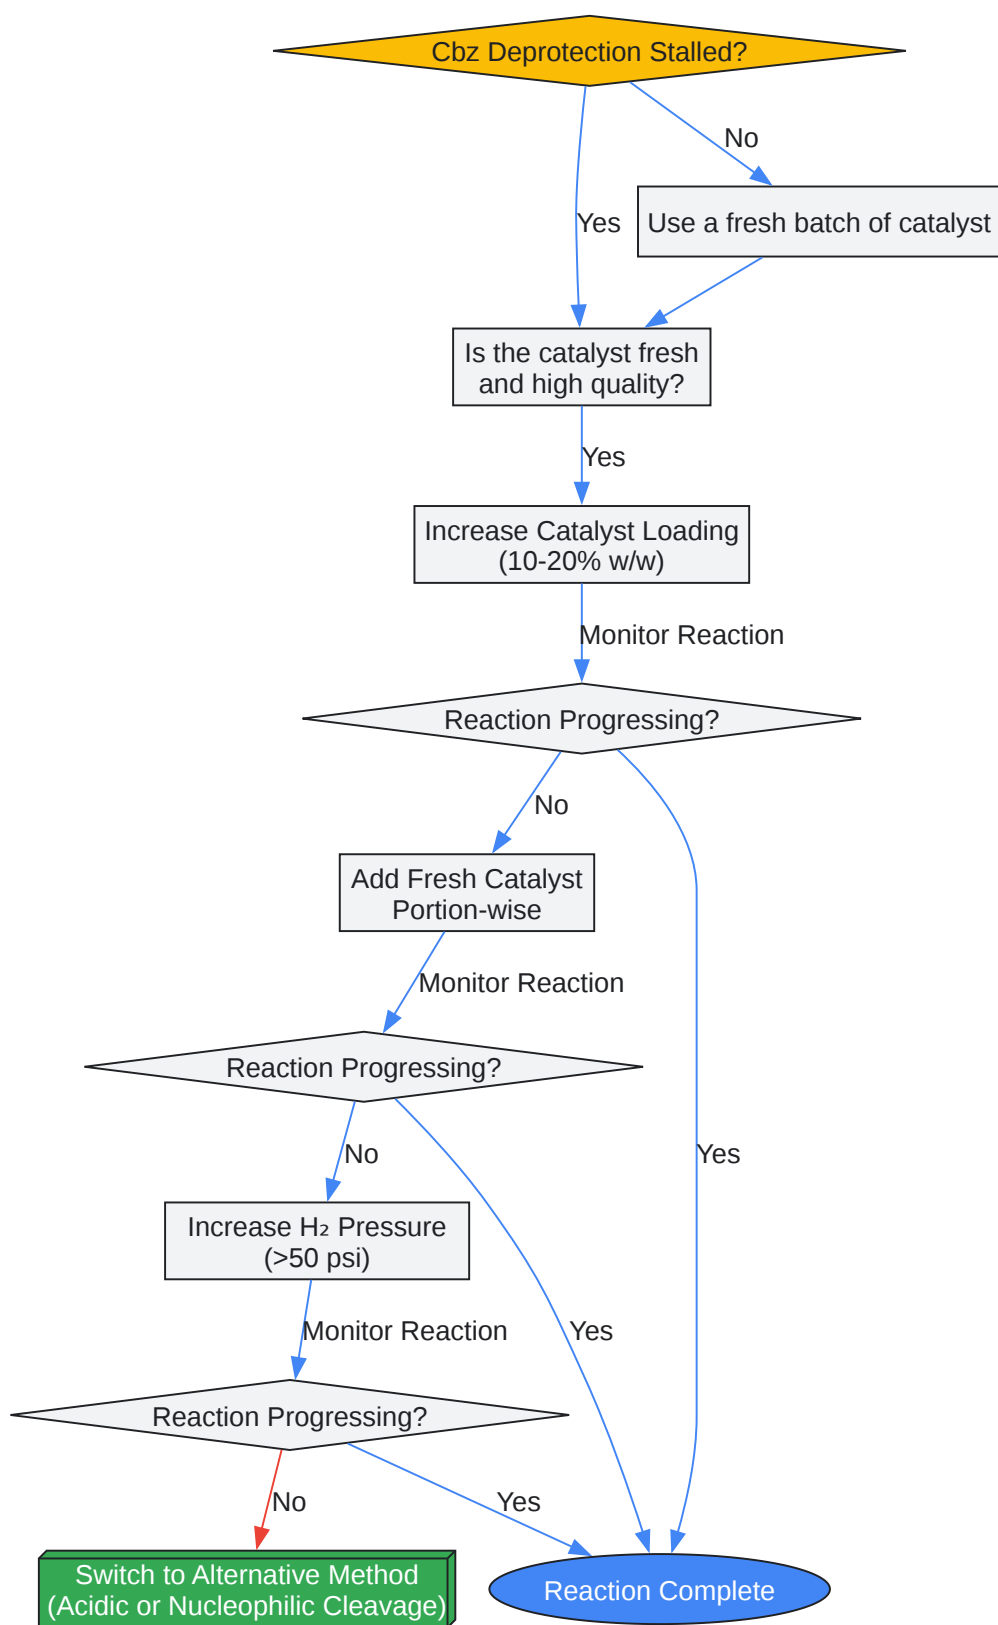 Cbz Deprotection Stalled?
No
Yes
Use a fresh batch of catalyst
Is the catalyst fresh
and high quality?
Yes
Increase Catalyst Loading
(10-20% w/w)
Monitor Reaction
Reaction Progressing?
No
Add Fresh Catalyst
Portion-wise
Monitor Reaction
Reaction Progressing?
No
Yes
Increase H₂ Pressure
(>50 psi)
Monitor Reaction
Yes
Reaction Progressing?
No
Yes
Switch to Alternative Method
(Acidic or Nucleophilic Cleavage)
Reaction Complete